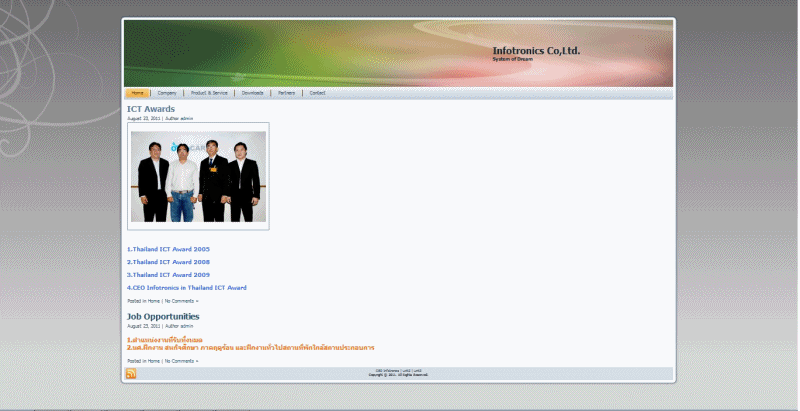 Infotronics Co,Ltd.
System of Dream
Home | Company | Product & Service | Downloads | Partners | Contact
ICT Awards
August 23, 2011 | Author admin
1.Thailand ICT Award 2005
2.Thailand ICT Award 2008
3.Thailand ICT Award 2009
4.CEO Infotronics in Thailand ICT Award
Posted in Home | No Comments »
Job Opportunities
August 23, 2011 | Author admin
1.ตำแหน่งงานที่รับทั้งหมด
2.นศ.ฝึกงาน สหกิจศึกษา ภาคฤดูร้อน และฝึกงานทั่วไปสถานที่พักใกล้สถานประกอบการ
Posted in Home | No Comments »
Copyright © 2011. All Rights Reserved.